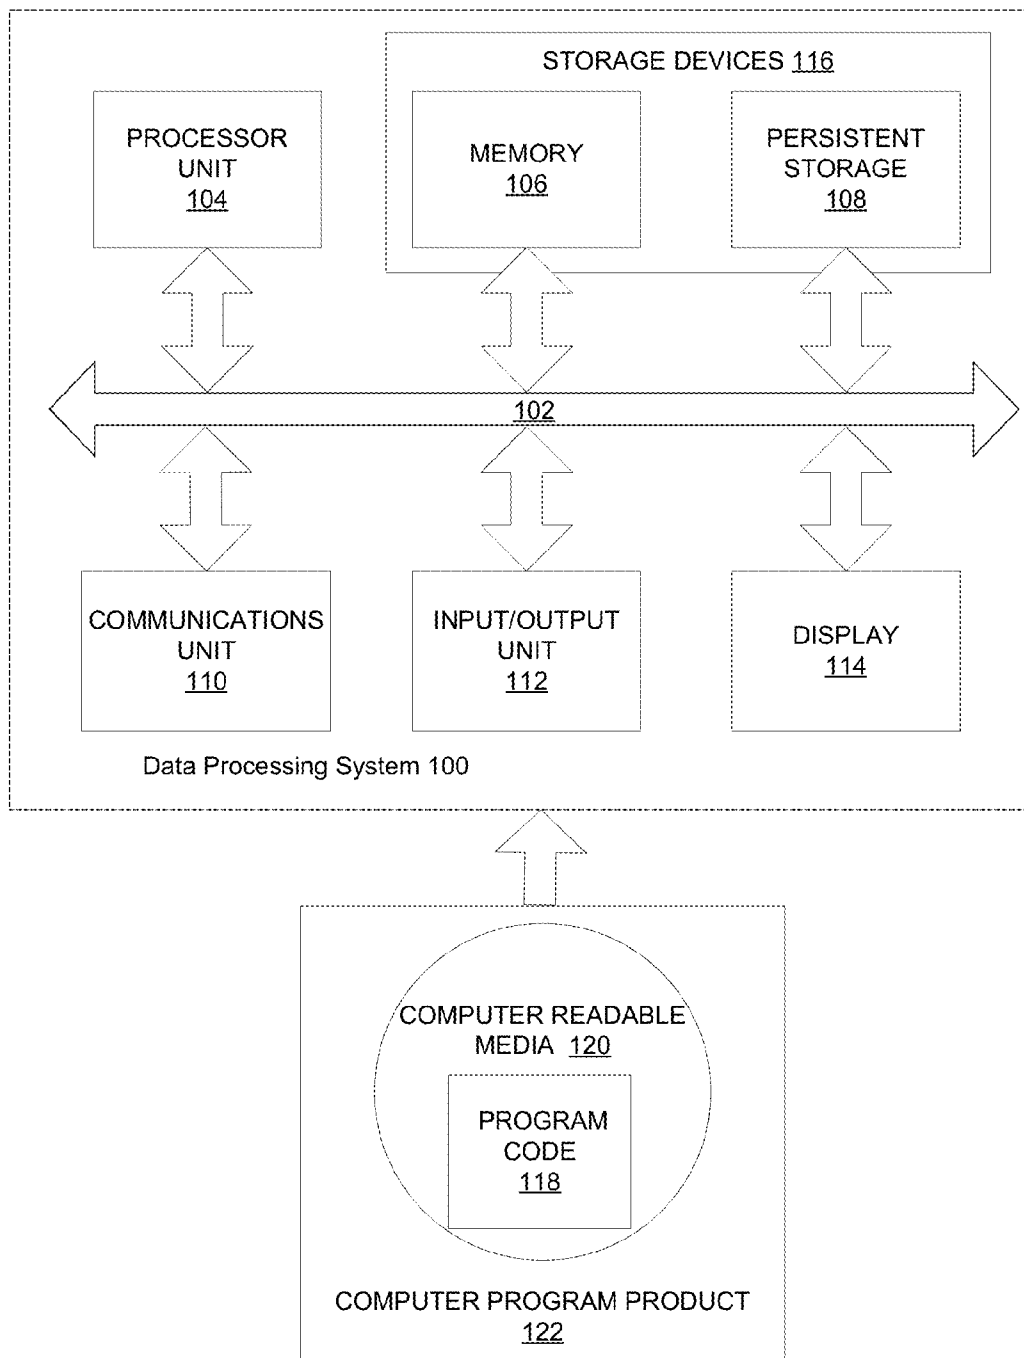 STORAGE DEVICES 116
PROCESSOR
UNIT
104
MEMORY
106
PERSISTENT
STORAGE
108
102
COMMUNICATIONS
UNIT
110
INPUT/OUTPUT
UNIT
112
DISPLAY
114
Data Processing System 100
COMPUTER READABLE
MEDIA 120
PROGRAM
CODE
118
COMPUTER PROGRAM PRODUCT
122